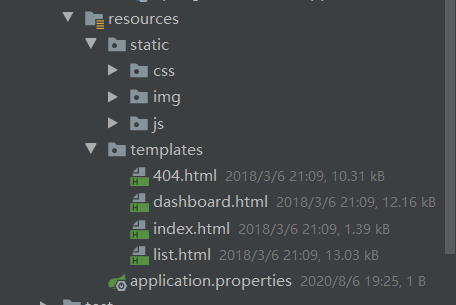 resources
static
css
img
js
templates
404.html 2018/3/6 21:09, 10.31 kB
dashboard.html 2018/3/6 21:09, 12.16 kB
index.html 2018/3/6 21:09, 1.39 kB
list.html 2018/3/6 21:09, 13.03 kB
application.properties 2020/8/6 19:25, 1 B